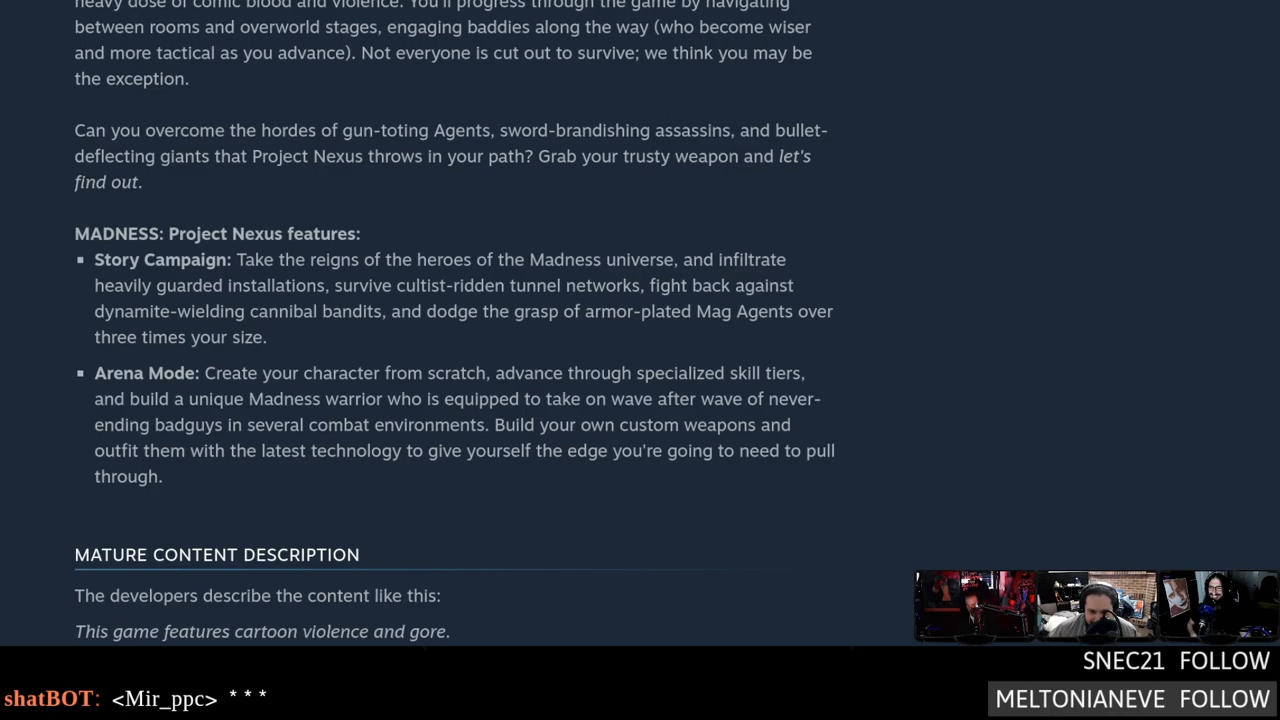 heavy dose of comic blood and violence. You'll progress through the game by navigating
between rooms and overworld stages, engaging baddies along the way (who become wiser
and more tactical as you advance). Not everyone is cut out to survive; we think you may be
the exception.
Can you overcome the hordes of gun-toting Agents, sword-brandishing assassins, and bullet-
deflecting giants that Project Nexus throws in your path? Grab your trusty weapon and let's
find out.
MADNESS: Project Nexus features:
▪ Story Campaign: Take the reigns of the heroes of the Madness universe, and infiltrate
heavily guarded installations, survive cultist-ridden tunnel networks, fight back against
dynamite-wielding cannibal bandits, and dodge the grasp of armor-plated Mag Agents over
three times your size.
▪ Arena Mode: Create your character from scratch, advance through specialized skill tiers,
and build a unique Madness warrior who is equipped to take on wave after wave of never-
ending badguys in several combat environments. Build your own custom weapons and
outfit them with the latest technology to give yourself the edge you're going to need to pull
through.
MATURE CONTENT DESCRIPTION
The developers describe the content like this:
This game features cartoon violence and gore.
SNEC21 FOLLOW
shatBOT: <Mir_ppc> * * *
MELTONIANEVE FOLLOW